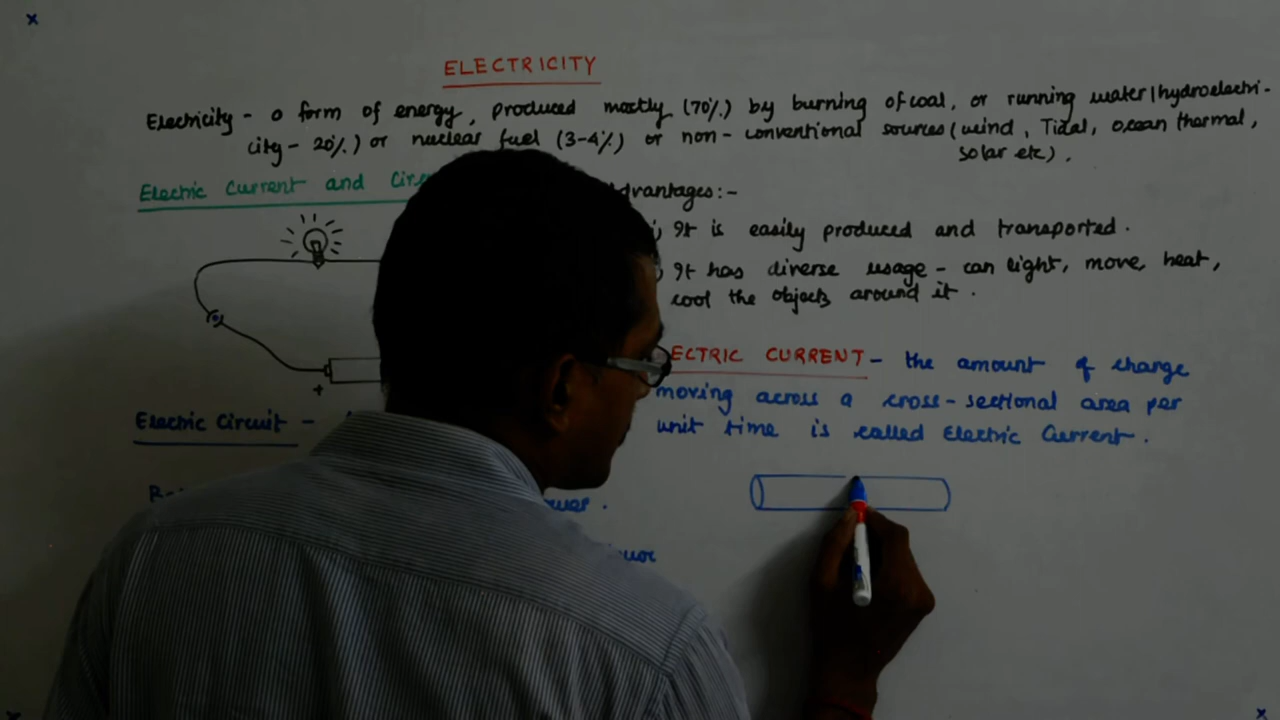 ELECTRICITY
Electricity - a form of energy, produced mostly (70%) by burning of coal, or running water (hydroelectri-
city - 20%) or nuclear fuel (3-4%) or non-conventional sources (wind, Tidal, ocean thermal,
solar etc).
Electric Current and
dvantages:-
It is easily produced and transported.
It has diverse usage - can light, move, heat,
cool the objects around it.
+
ECTRIC CURRENT - the amount of charge
moving across a cross-sectional area per
unit time is called Electric Current.
Electric Circuit -